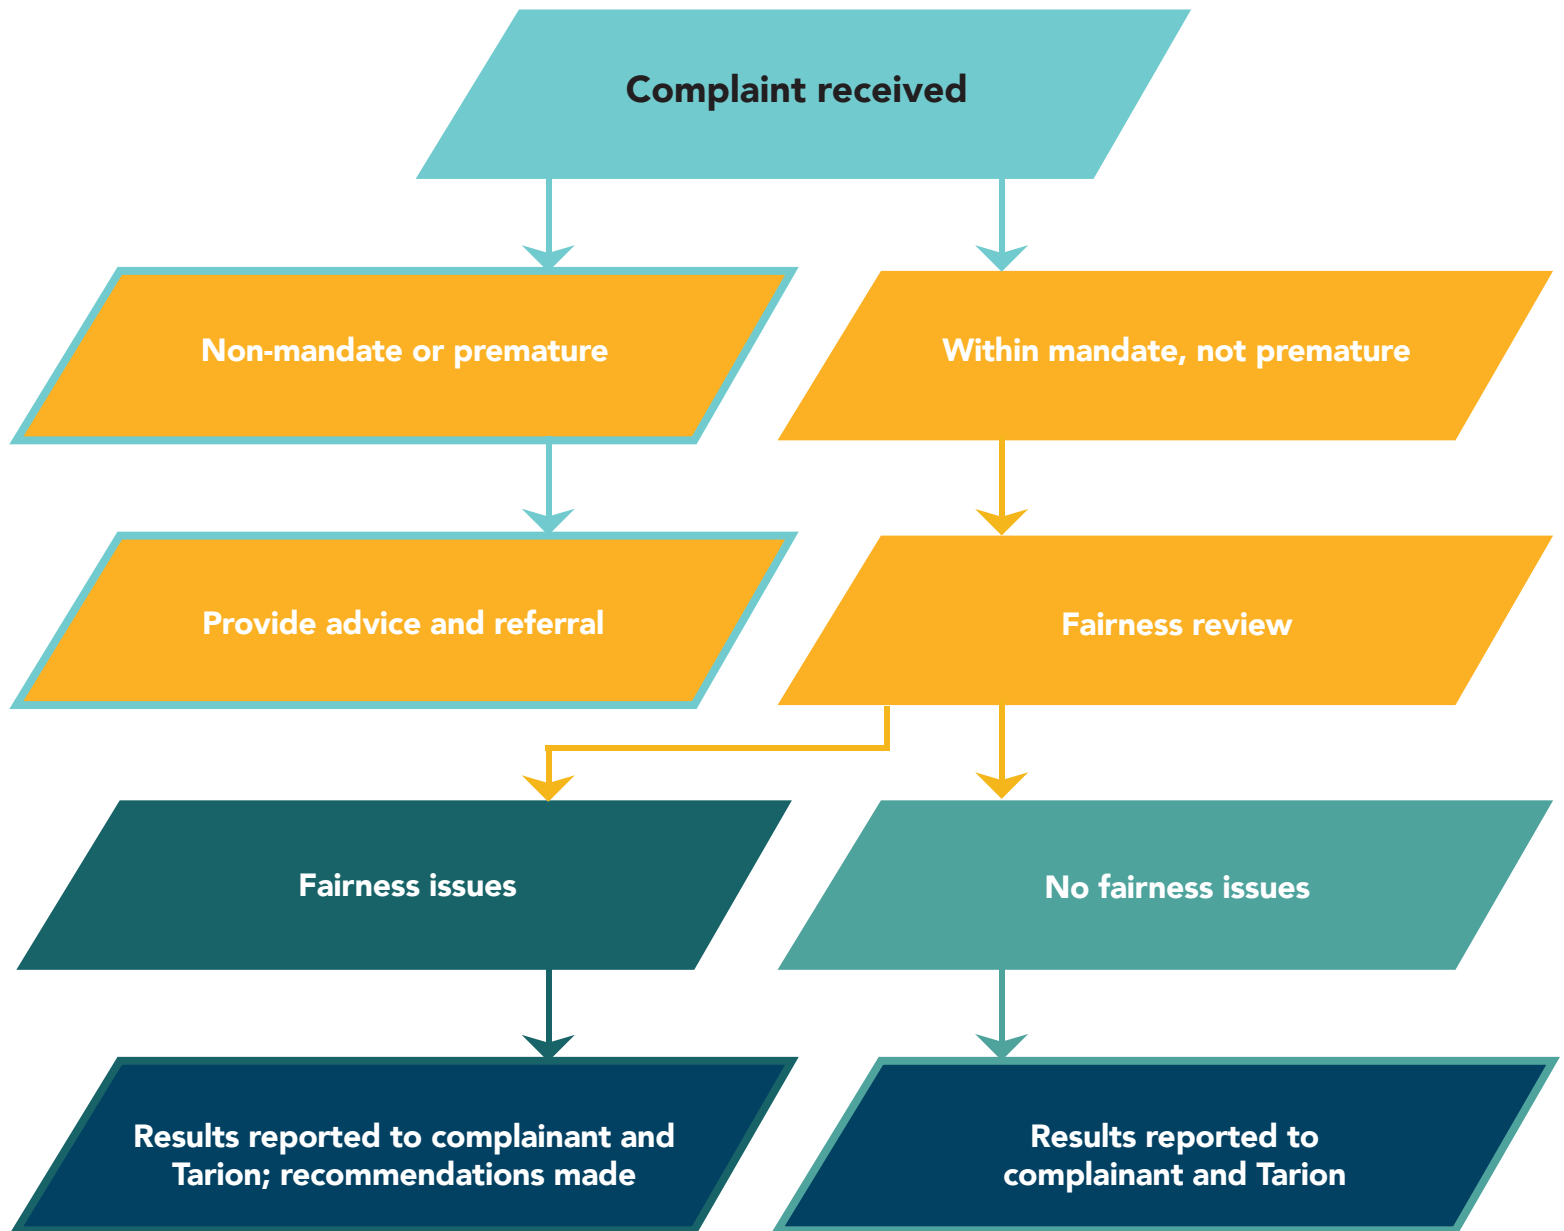 Complaint received
Non-mandate or premature
Within mandate, not premature
Provide advice and referral
Fairness review
Fairness issues
No fairness issues
Results reported to complainant and
Tarion; recommendations made
Results reported to
complainant and Tarion